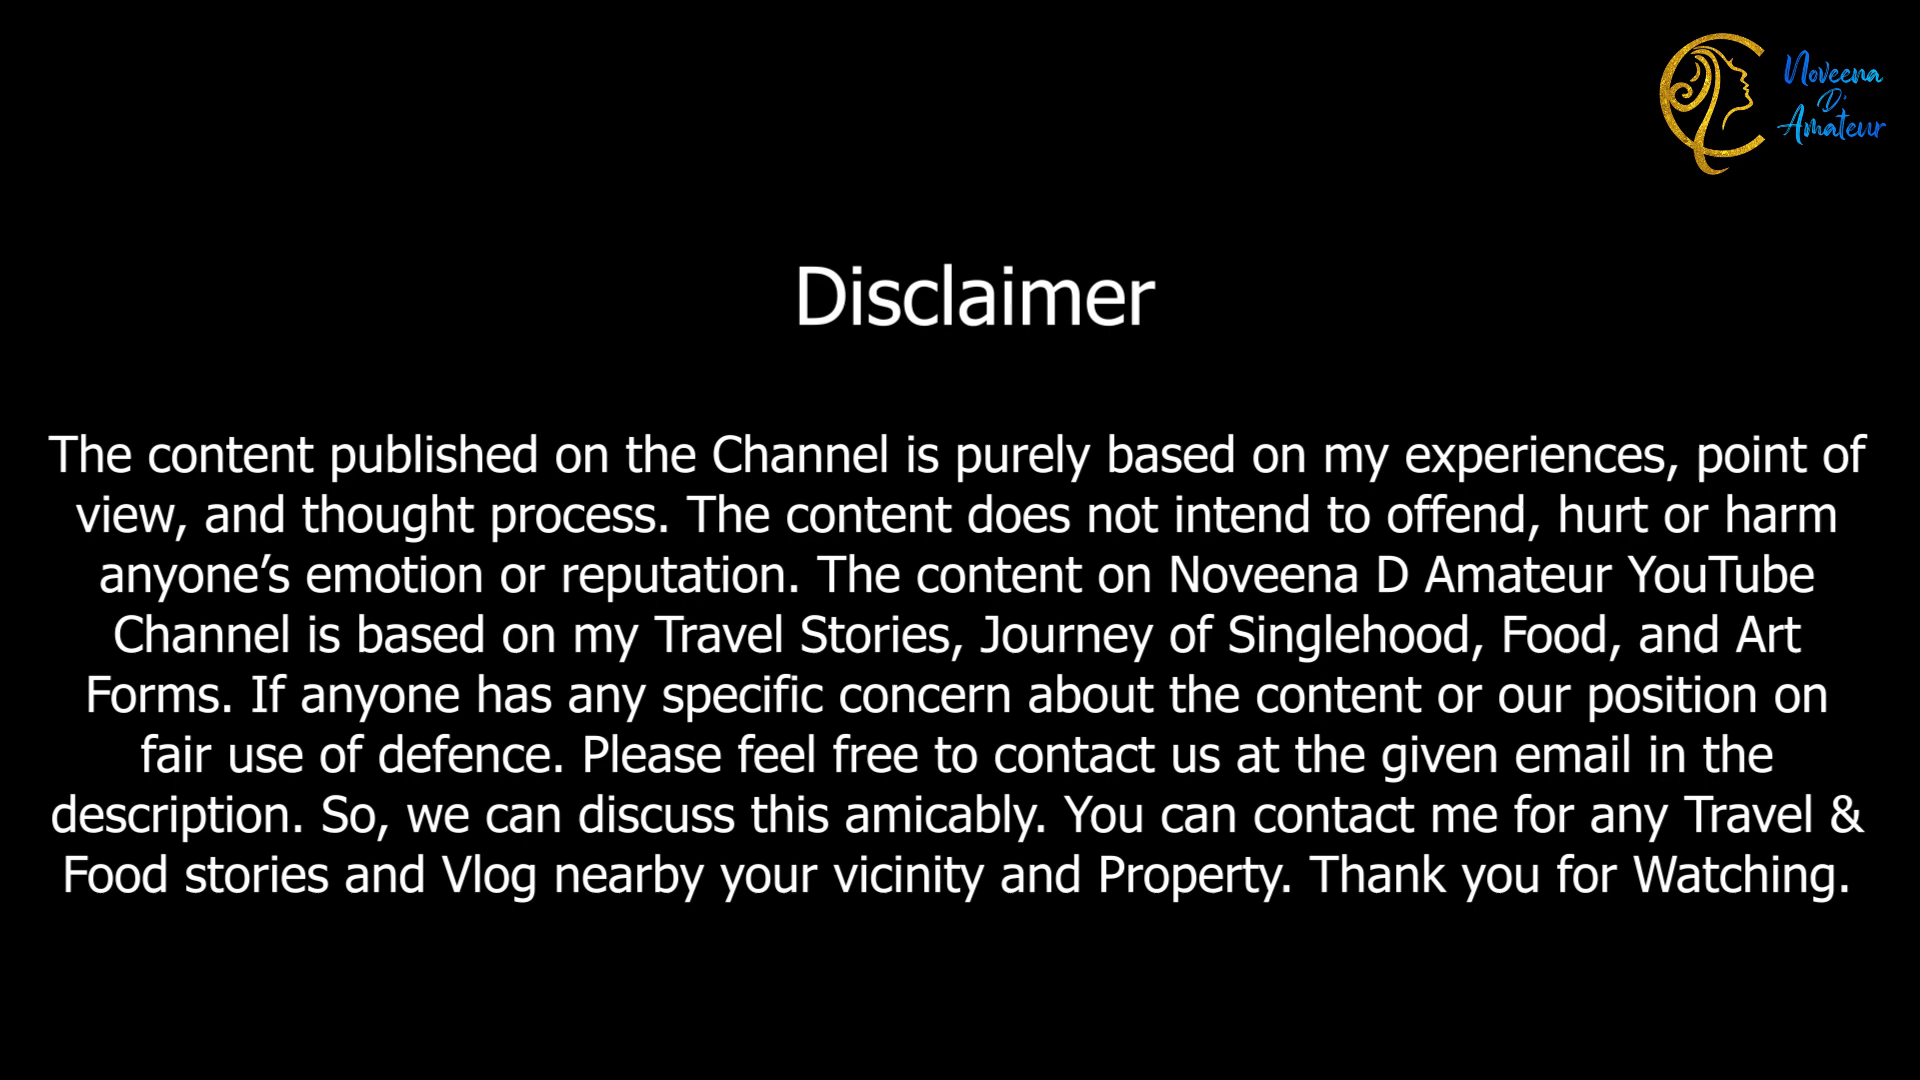 Noveena
D'
Amateur
Disclaimer
The content published on the Channel is purely based on my experiences, point of
view, and thought process. The content does not intend to offend, hurt or harm
anyone’s emotion or reputation. The content on Noveena D Amateur YouTube
Channel is based on my Travel Stories, Journey of Singlehood, Food, and Art
Forms. If anyone has any specific concern about the content or our position on
fair use of defence. Please feel free to contact us at the given email in the
description. So, we can discuss this amicably. You can contact me for any Travel &
Food stories and Vlog nearby your vicinity and Property. Thank you for Watching.